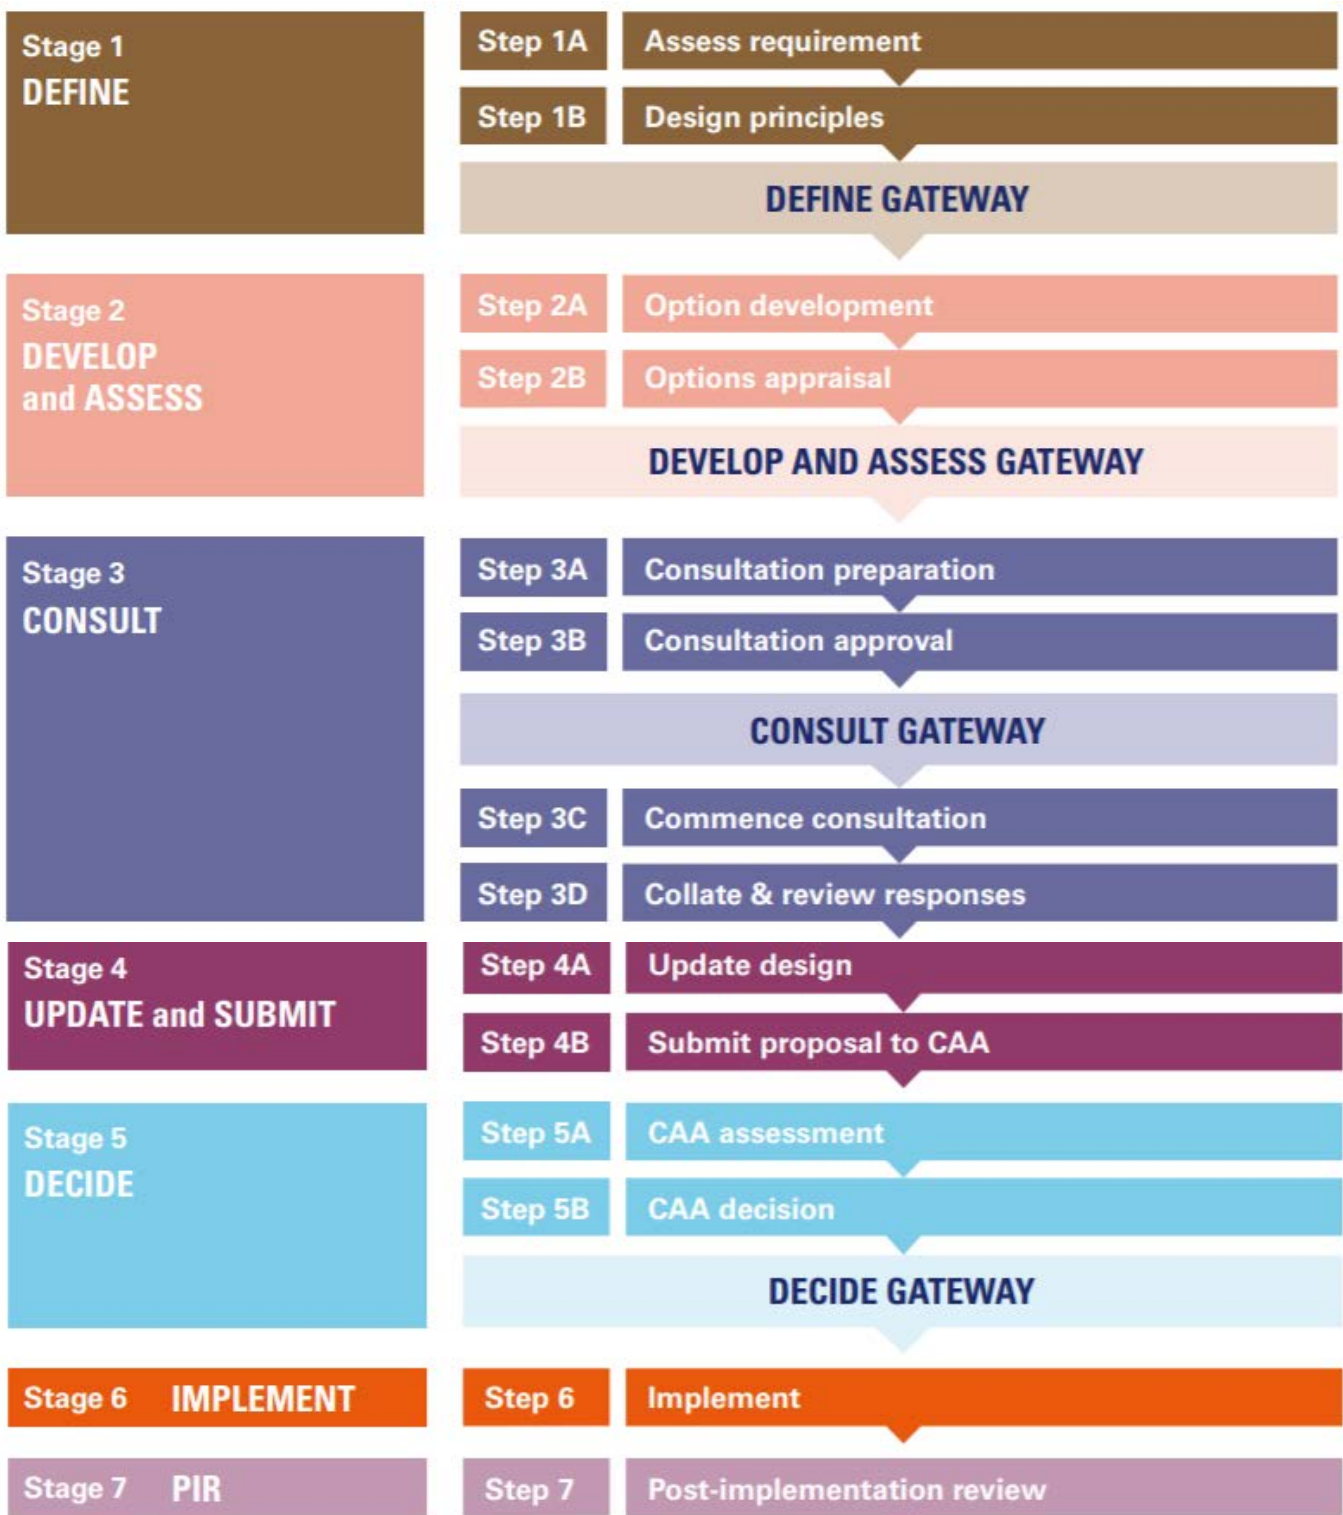 Stage 1
DEFINE
Step 1A Assess requirement
Step 1B Design principles
DEFINE GATEWAY
Stage 2
DEVELOP
and ASSESS
Step 2A Option development
Step 2B Options appraisal
DEVELOP AND ASSESS GATEWAY
Stage 3
CONSULT
Step 3A Consultation preparation
Step 3B Consultation approval
CONSULT GATEWAY
Step 3C Commence consultation
Step 3D Collate & review responses
Stage 4
UPDATE and SUBMIT
Step 4A Update design
Step 4B Submit proposal to CAA
Stage 5
DECIDE
Step 5A CAA assessment
Step 5B CAA decision
DECIDE GATEWAY
Stage 6 IMPLEMENT
Step 6 Implement
Stage 7 PIR
Step 7 Post-implementation review